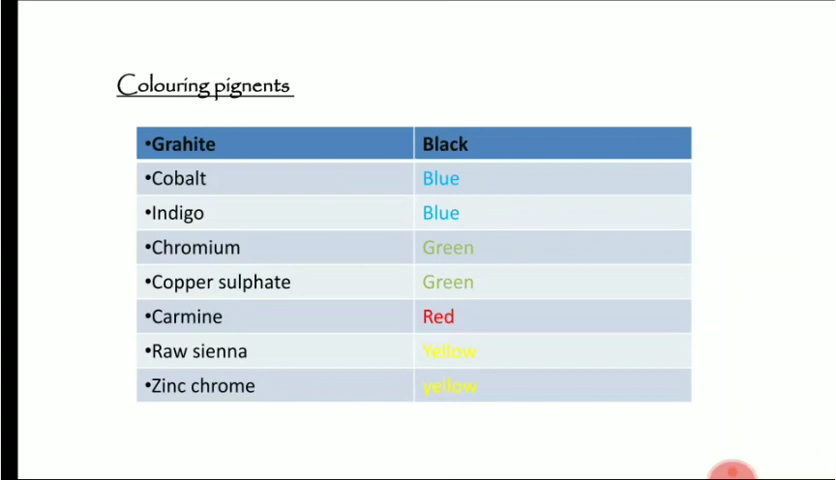 Colouring pignents
•Grahite Black
•Cobalt Blue
•Indigo Blue
•Chromium Green
•Copper sulphate Green
•Carmine Red
•Raw sienna Yellow
•Zinc chrome yellow